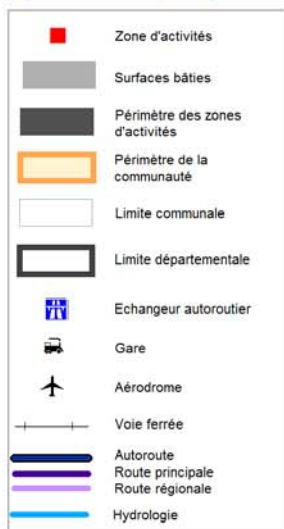 Zone d'activités
Surfaces bâties
Périmètre des zones
d'activités
Périmètre de la
communauté
Limite communale
Limite départementale
Echangeur autoroutier
Gare
Aérodrome
Voie ferrée
Autoroute
Route principale
Route régionale
Hydrologie